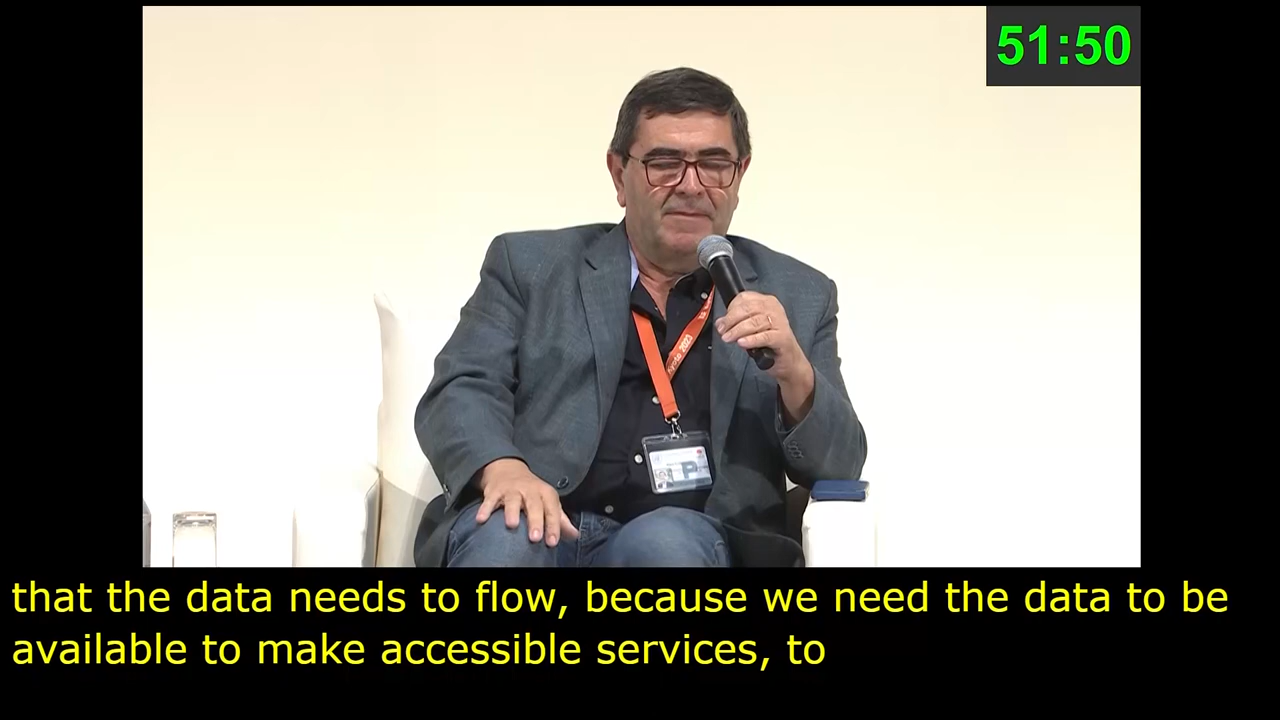 51:50
2023
P
that the data needs to flow, because we need the data to be
available to make accessible services, to